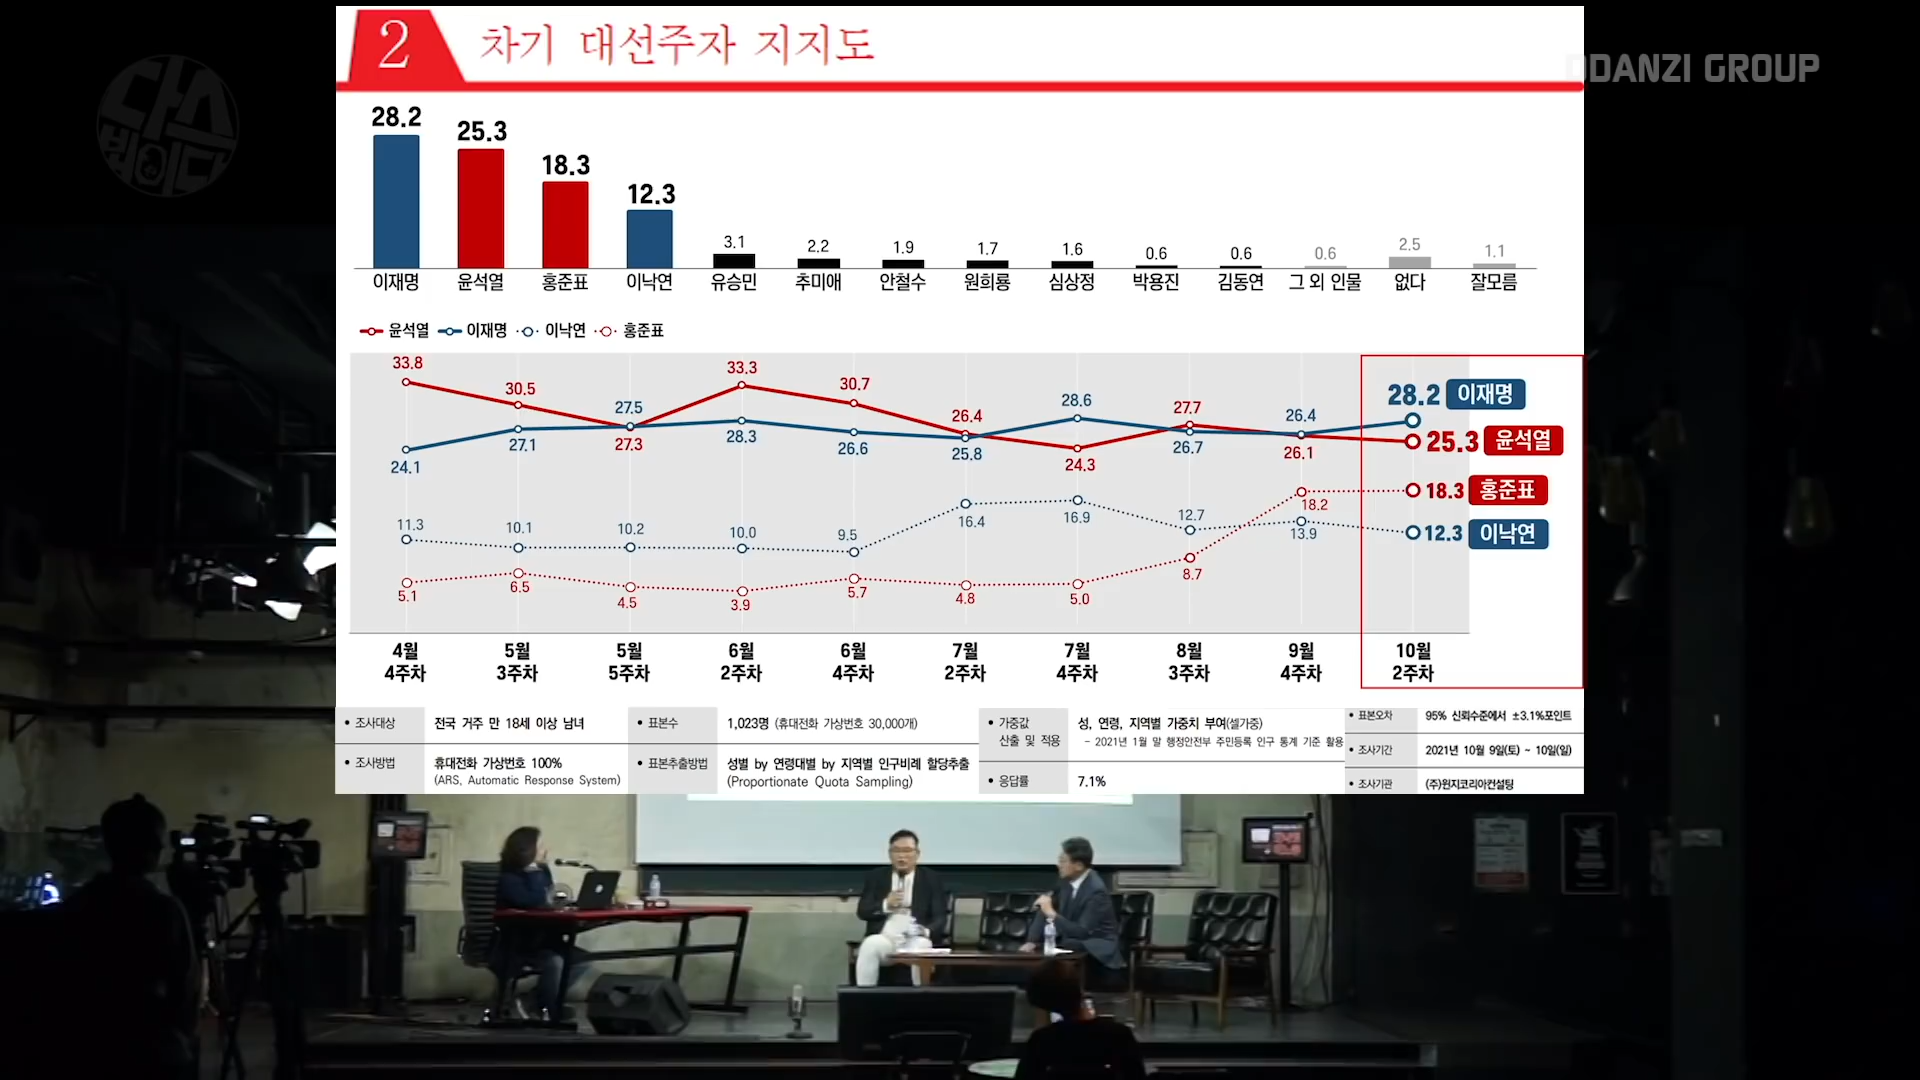 2 차기 대선주자 지지도
DDANZI GROUP
다스뵈이다
28.2 25.3 18.3 12.3 3.1 2.2 1.9 1.7 1.6 0.6 0.6 0.6 2.5 1.1
이재명 윤석열 홍준표 이낙연 유승민 추미애 안철수 원희룡 심상정 박용진 김동연 그 외 인물 없다 잘모름
윤석열 이재명 이낙연 홍준표
33.8 30.5 27.3 33.3 30.7 26.4 24.3 27.7 26.1 25.3 윤석열
24.1 27.1 27.5 28.3 26.6 25.8 28.6 26.7 26.4 28.2 이재명
11.3 10.1 10.2 10.0 9.5 16.4 16.9 12.7 13.9 12.3 이낙연
5.1 6.5 4.5 3.9 5.7 4.8 5.0 8.7 18.2 18.3 홍준표
4월 5월 5월 6월 6월 7월 7월 8월 9월 10월
4주차 3주차 5주차 2주차 4주차 2주차 4주차 3주차 4주차 2주차
• 조사대상 전국 거주 만 18세 이상 남녀
• 조사방법 휴대전화 가상번호 100%
(ARS, Automatic Response System)
• 표본수 1,023명 (휴대전화 가상번호 30,000개)
• 표본추출방법 성별 by 연령대별 by 지역별 인구비례 할당추출
(Proportionate Quota Sampling)
• 가중값 산출 및 적용 성, 연령, 지역별 가중치 부여(셀가중)
- 2021년 1월 말 행정안전부 주민등록 인구 통계 기준 활용
• 응답률 7.1%
• 표본오차 95% 신뢰수준에서 ±3.1%포인트
• 조사기간 2021년 10월 9일(토) ~ 10일(일)
• 조사기관 (주)윈지코리아컨설팅